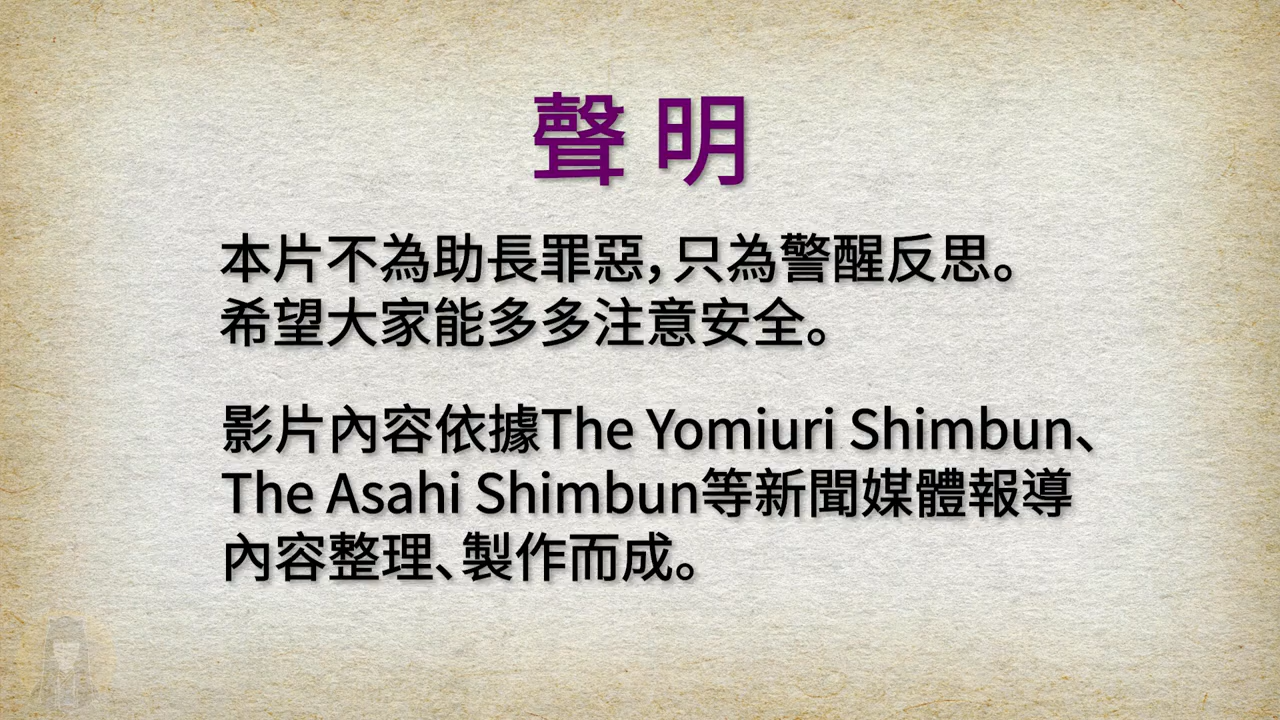 聲明
本片不為助長罪惡，只為警醒反思。
希望大家能多多注意安全。
影片內容依據The Yomiuri Shimbun、
The Asahi Shimbun等新聞媒體報導
內容整理、製作而成。